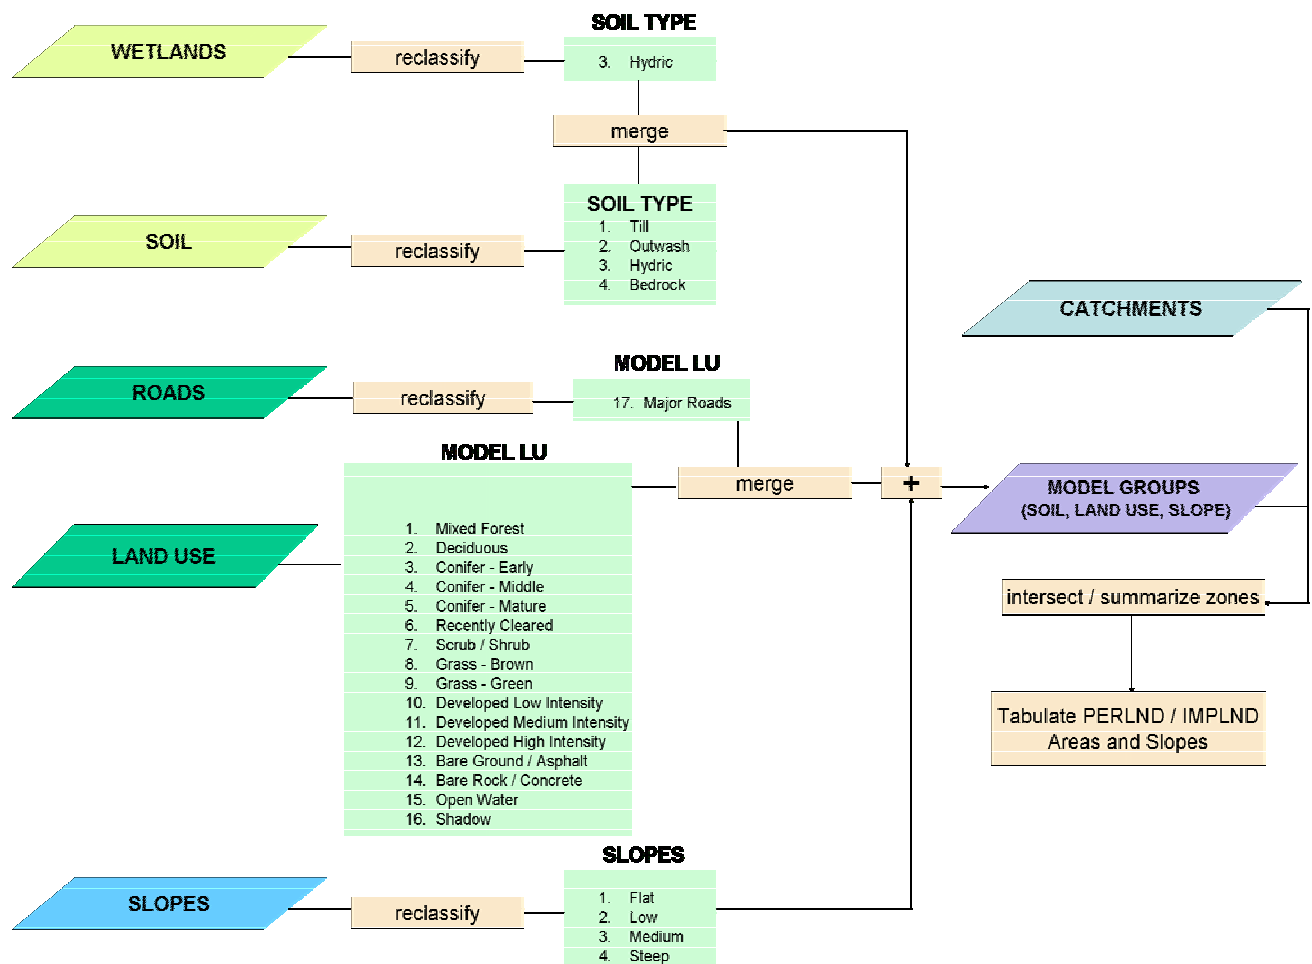 SOIL TYPE
WETLANDS
reclassify
3. Hydric
merge
SOIL TYPE
1. Till
2. Outwash
3. Hydric
4. Bedrock
SOIL
reclassify
CATCHMENTS
MODEL LU
ROADS
reclassify
17. Major Roads
MODEL LU
merge
+
MODEL GROUPS
(SOIL, LAND USE, SLOPE)
LAND USE
1. Mixed Forest
2. Deciduous
3. Conifer - Early
4. Conifer - Middle
5. Conifer - Mature
6. Recently Cleared
7. Scrub / Shrub
8. Grass - Brown
9. Grass - Green
10. Developed Low Intensity
11. Developed Medium Intensity
12. Developed High Intensity
13. Bare Ground / Asphalt
14. Bare Rock / Concrete
15. Open Water
16. Shadow
intersect / summarize zones
Tabulate PERLND / IMPLND
Areas and Slopes
SLOPES
SLOPES
reclassify
1. Flat
2. Low
3. Medium
4. Steep